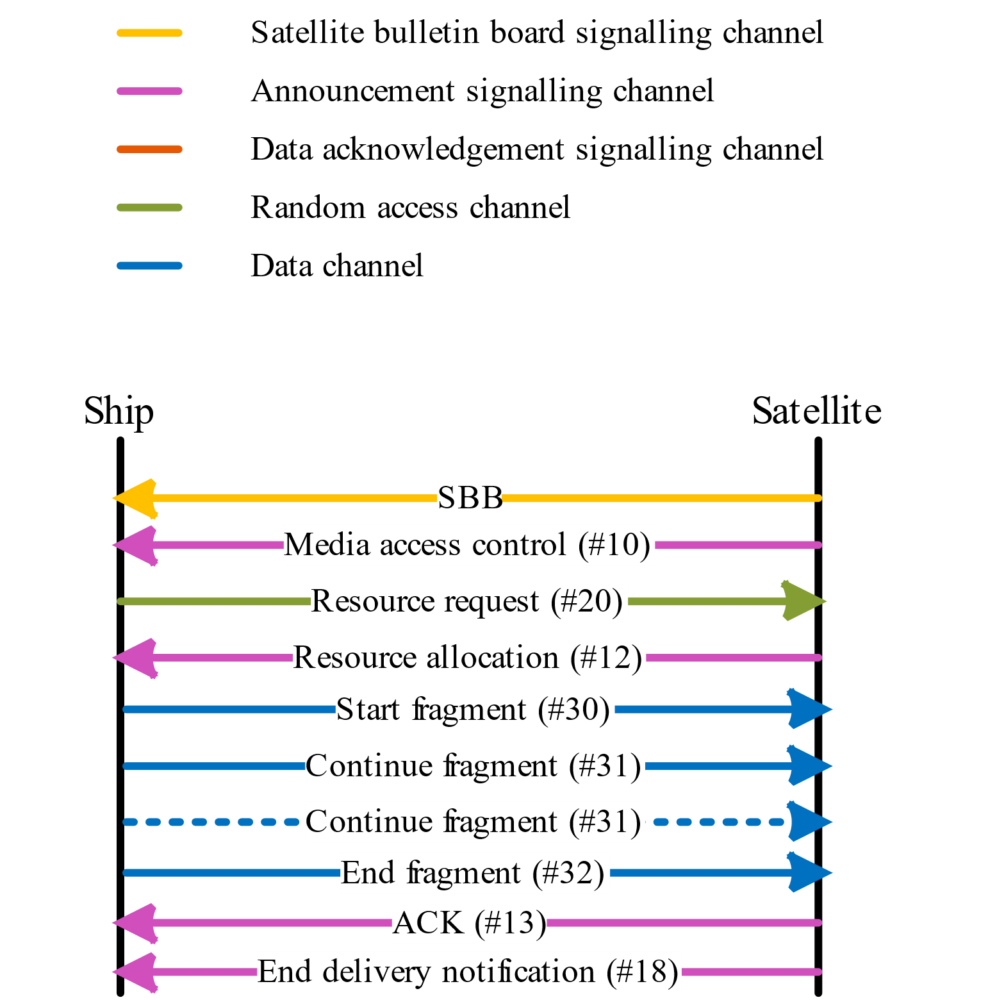 Satellite bulletin board signalling channel
Announcement signalling channel
Data acknowledgement signalling channel
Random access channel
Data channel
Ship
Satellite
SBB
Media access control (#10)
Resource request (#20)
Resource allocation (#12)
Start fragment (#30)
Continue fragment (#31)
Continue fragment (#31)
End fragment (#32)
ACK (#13)
End delivery notification (#18)